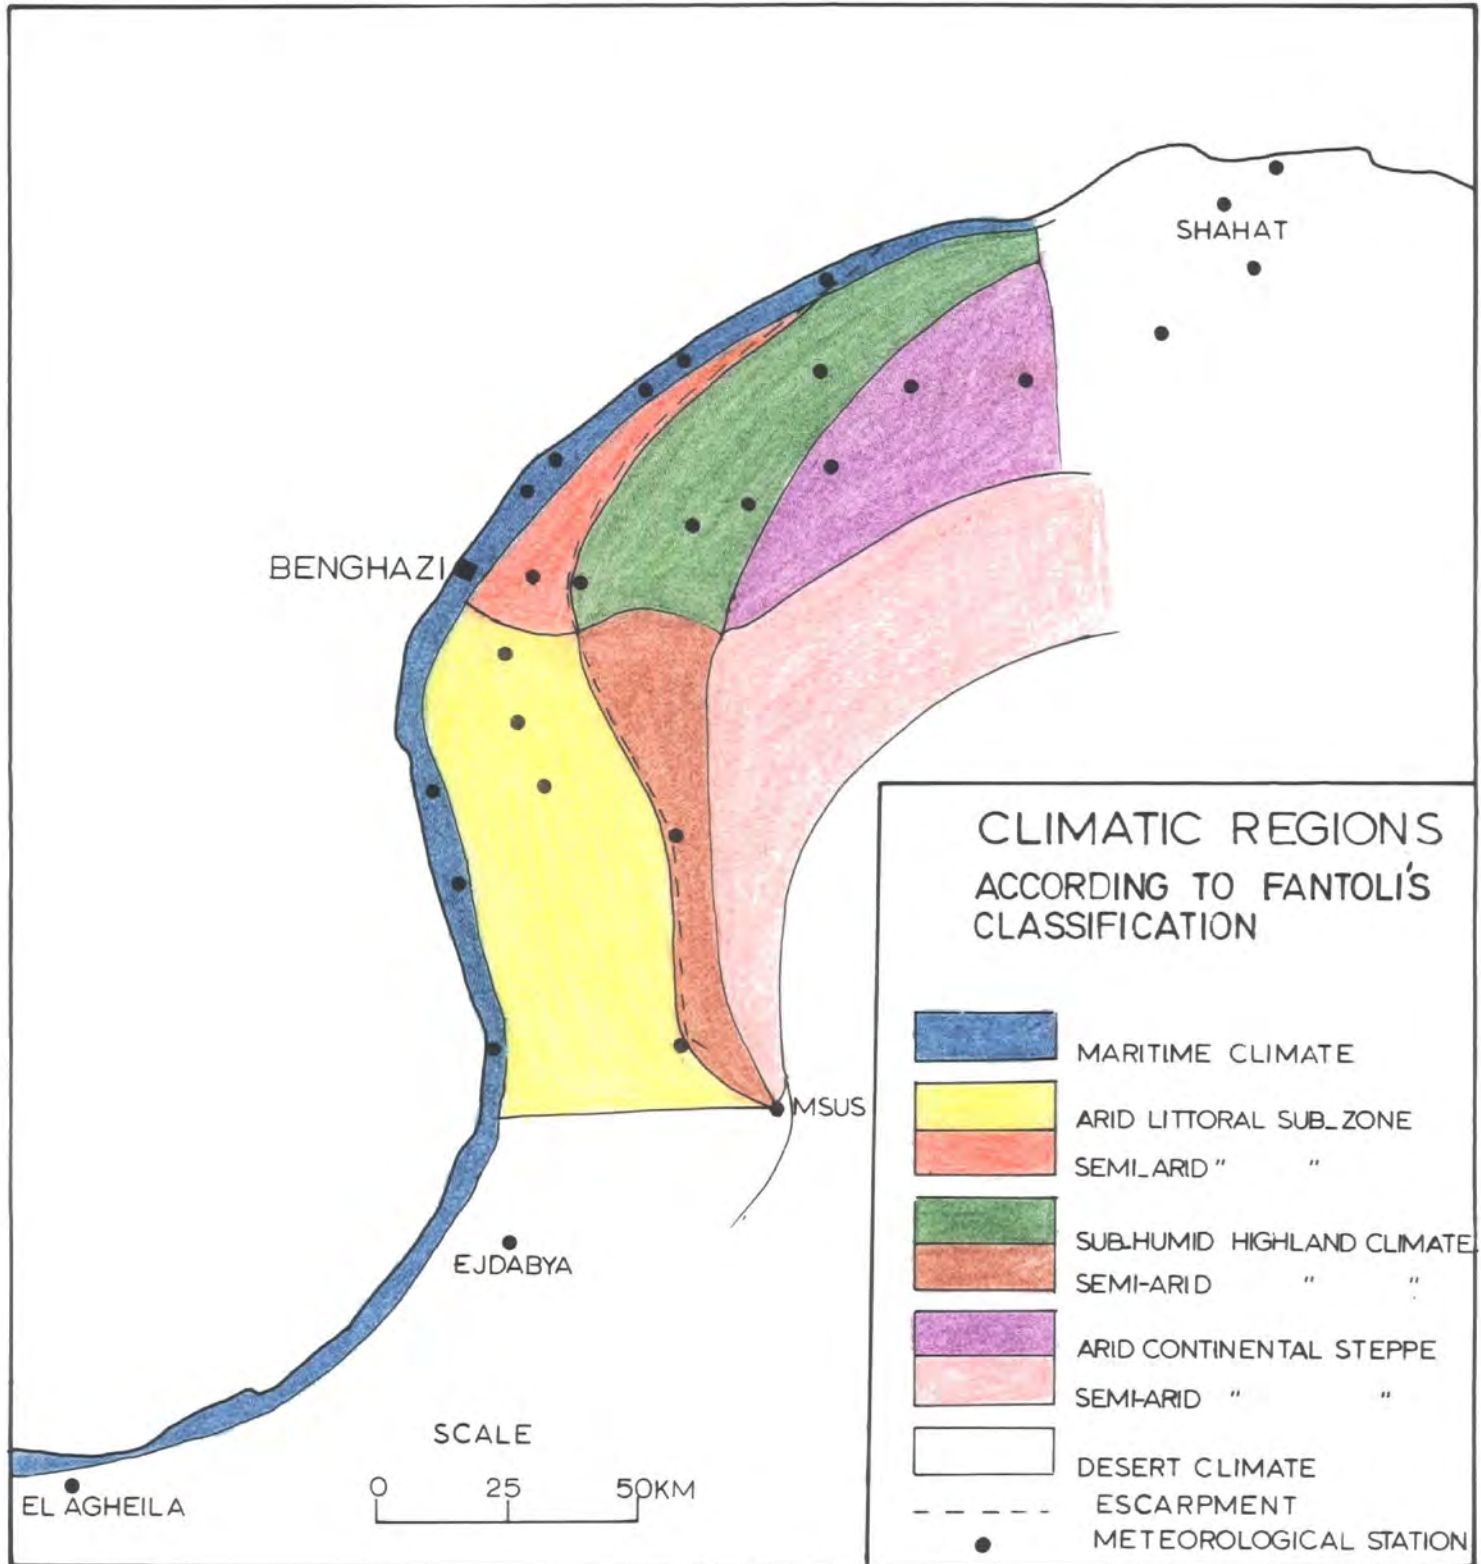 SHAHAT
BENGHAZI
MSUS
EJDABYA
EL AGHEILA
SCALE
0 25 50KM
CLIMATIC REGIONS
ACCORDING TO FANTOLI'S
CLASSIFICATION
MARITIME CLIMATE
ARID LITTORAL SUB_ZONE
SEMI_ARID " "
SUB-HUMID HIGHLAND CLIMATE
SEMI-ARID " "
ARID CONTINENTAL STEPPE
SEMI-ARID " "
DESERT CLIMATE
ESCARPMENT
METEOROLOGICAL STATION